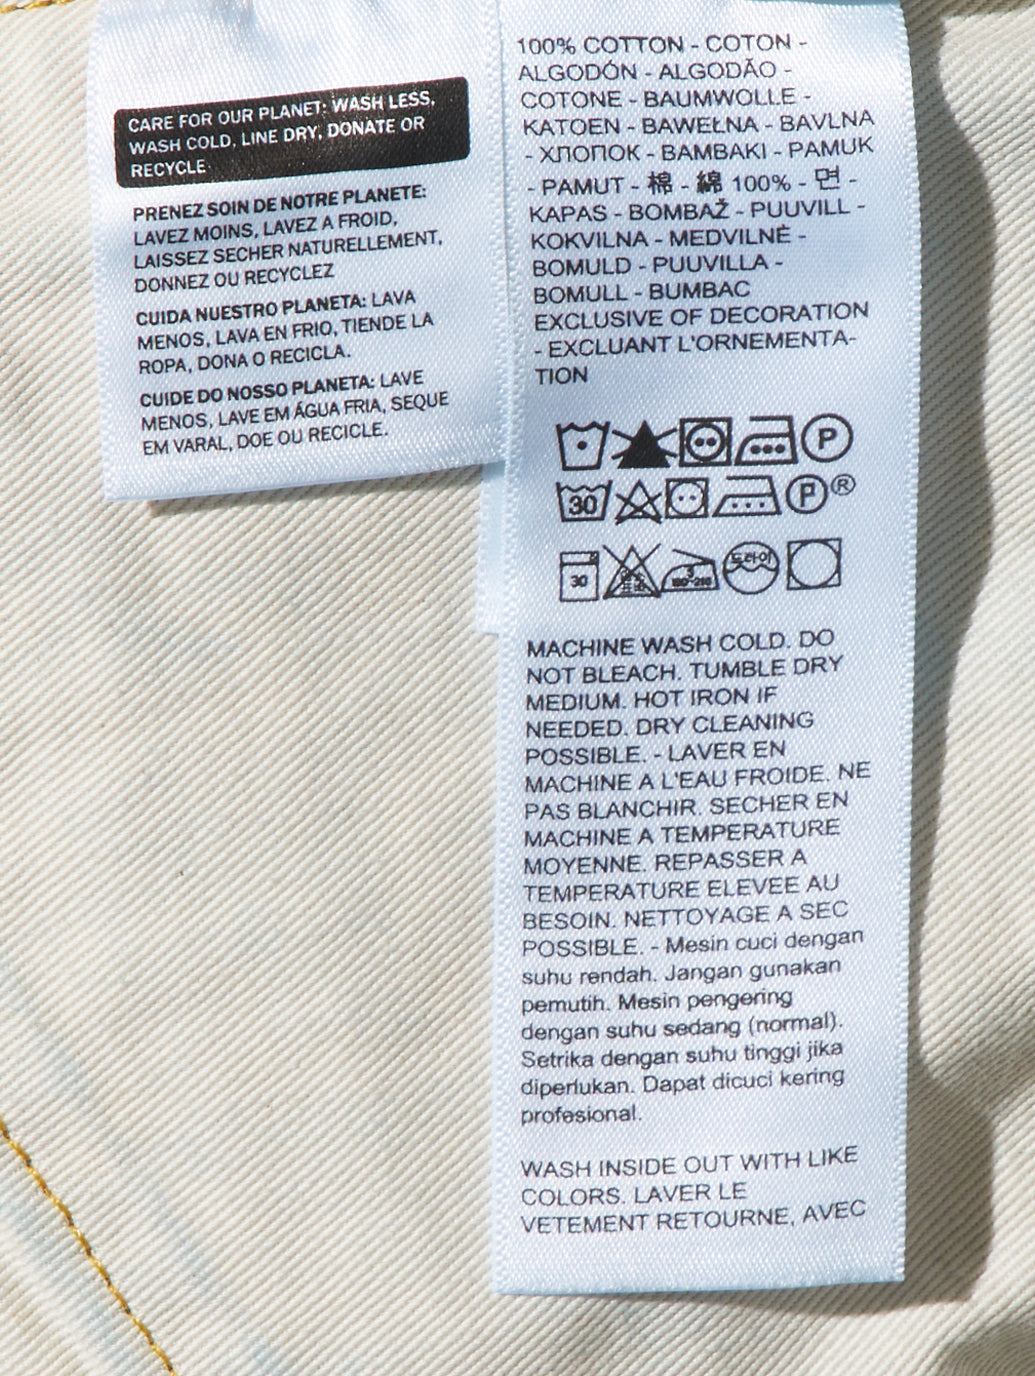 CARE FOR OUR PLANET: WASH LESS,
WASH COLD, LINE DRY, DONATE OR
RECYCLE.
PRENEZ SOIN DE NOTRE PLANETE:
LAVEZ MOINS, LAVEZ A FROID,
LAISSEZ SECHER NATURELLEMENT,
DONNEZ OU RECYCLEZ
CUIDA NUESTRO PLANETA: LAVA
MENOS, LAVA EN FRIO, TIENDE LA
ROPA, DONA O RECICLA.
CUIDE DO NOSSO PLANETA: LAVE
MENOS, LAVE EM ÁGUA FRIA, SEQUE
EM VARAL, DOE OU RECICLE.
100% COTTON - COTON -
ALGODÓN - ALGODÃO -
COTONE - BAUMWOLLE -
KATOEN - BAWEŁNA - BAVLNA
- ХЛОПОК - BAMBAKI - PAMUK
- PAMUT - 棉 - 綿 100% - 면 -
KAPAS - BOMBAŽ - PUUVILL -
KOKVILNA - MEDVILNĖ -
BOMULD - PUUVILLA -
BOMULL - BUMBAC
EXCLUSIVE OF DECORATION
- EXCLUANT L'ORNEMENTA-
TION
P
30 P ®
30 3 180~210 드라이
MACHINE WASH COLD. DO
NOT BLEACH. TUMBLE DRY
MEDIUM. HOT IRON IF
NEEDED. DRY CLEANING
POSSIBLE. - LAVER EN
MACHINE A L'EAU FROIDE. NE
PAS BLANCHIR. SECHER EN
MACHINE A TEMPERATURE
MOYENNE. REPASSER A
TEMPERATURE ELEVEE AU
BESOIN. NETTOYAGE A SEC
POSSIBLE. - Mesin cuci dengan
suhu rendah. Jangan gunakan
pemutih. Mesin pengering
dengan suhu sedang (normal).
Setrika dengan suhu tinggi jika
diperlukan. Dapat dicuci kering
profesional.
WASH INSIDE OUT WITH LIKE
COLORS. LAVER LE
VETEMENT RETOURNE, AVEC